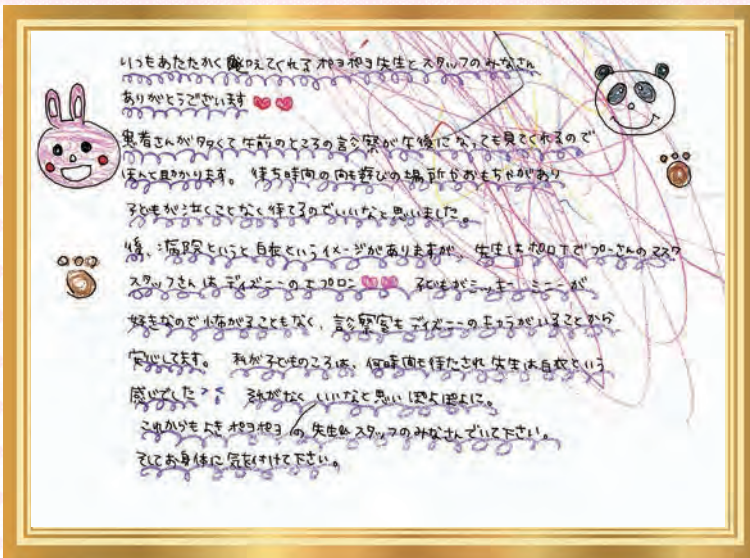 いつもあたたかく迎えてくれるポヨポヨ先生とスタッフのみなさん
ありがとうございます
患者さんが多くて午前のところの診察が午後になっても見てくれるので
ほんと助かります。 待ち時間の間も遊びの場所やおもちゃがあり
子どもが泣くことなく待てるのでいいなと思いました。
後、病院というと白衣というイメージがありますが、先生はポロTでプーさんのマスク
スタッフさんは ディズニーのエプロン 子どもがミッキー ミニーが
好きなので怖がることもなく、診察室もディズニーのキャラがいることから
安心してます。 私が子どものころは、何時間も待たされ先生は白衣という
感じでした 。それがなく いいなと思い ぽよぽよに。
これからもよきポヨポヨの先生&スタッフのみなさんでいて下さい。
そしてお身体に気を付けて下さい。